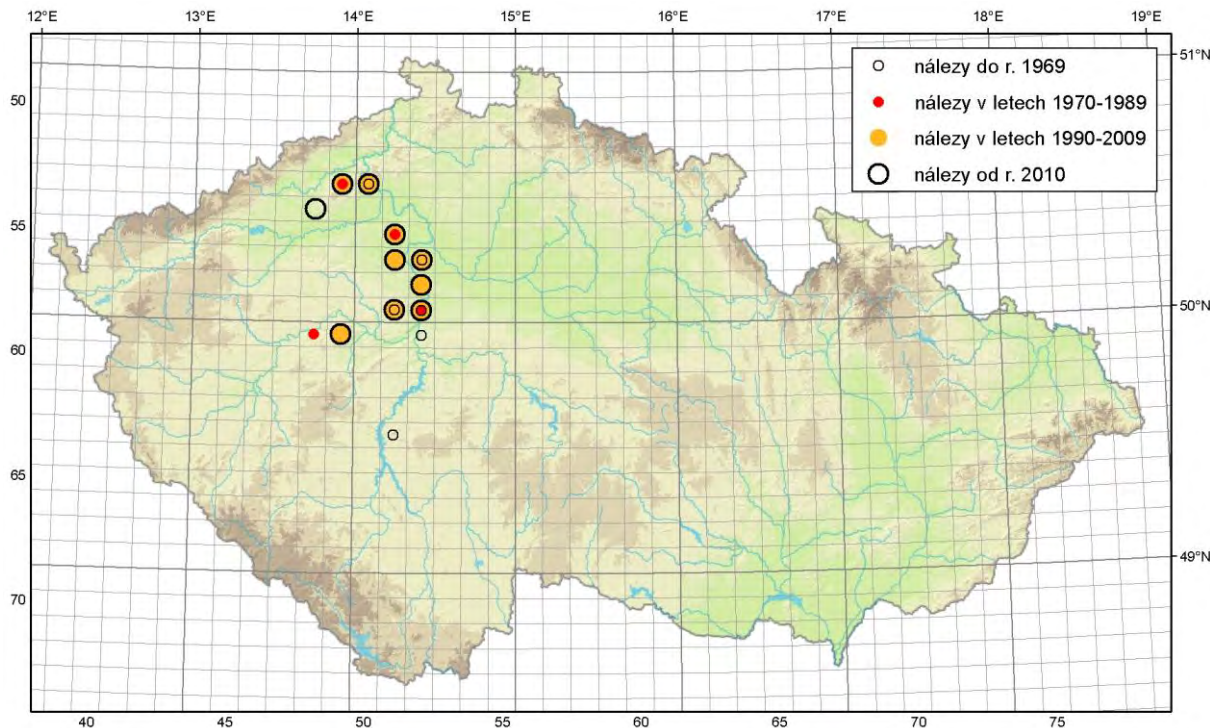 12°E 13°E 14°E 15°E 16°E 17°E 18°E 19°E
51°N
nálezy do r. 1969
nálezy v letech 1970-1989
nálezy v letech 1990-2009
nálezy od r. 2010
50
55
50°N
60
65
49°N
70
40 45 50 55 60 65 70 75